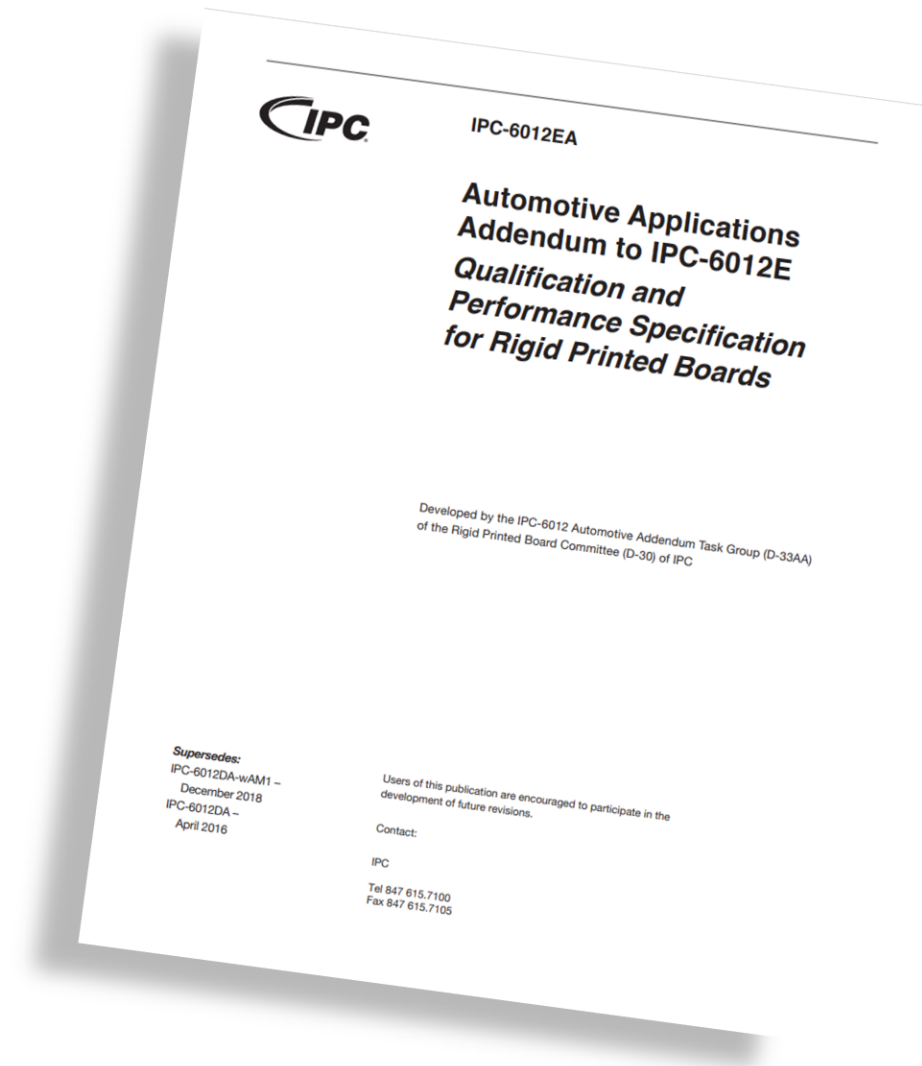 IPC
IPC-6012EA
Automotive Applications
Addendum to IPC-6012E
Qualification and
Performance Specification
for Rigid Printed Boards
Developed by the IPC-6012 Automotive Addendum Task Group (D-33AA)
of the Rigid Printed Board Committee (D-30) of IPC
Supersedes:
IPC-6012DA-wAM1 –
December 2018
IPC-6012DA –
April 2016
Users of this publication are encouraged to participate in the
development of future revisions.
Contact:
IPC
Tel 847 615.7100
Fax 847 615.7105